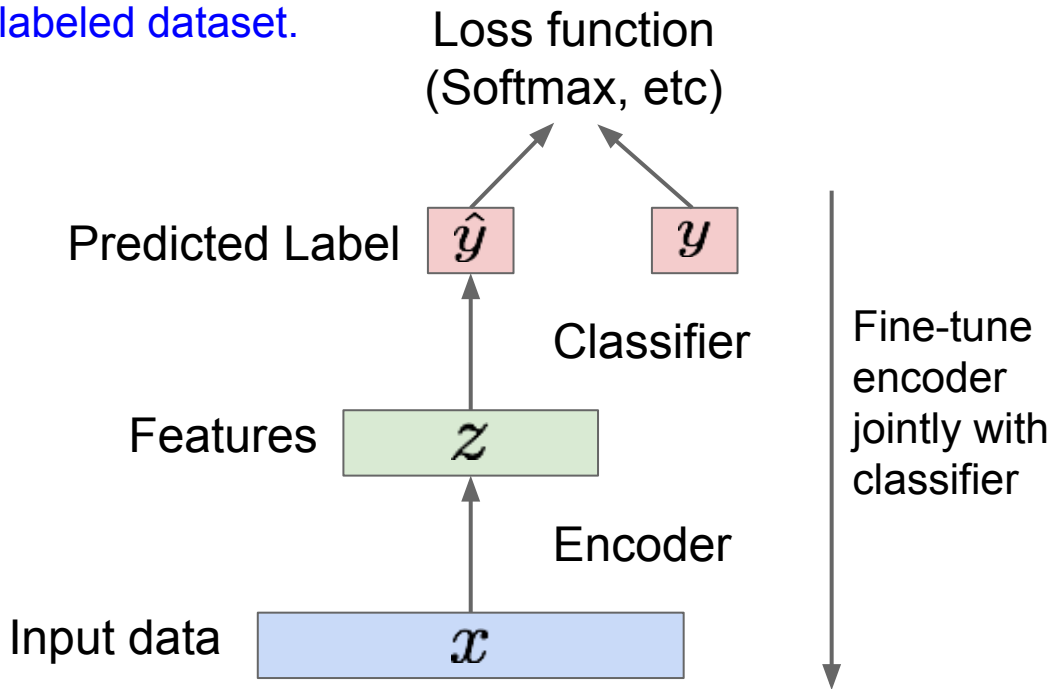 labeled dataset.
Loss function
(Softmax, etc)
Predicted Label
ŷ
y
Classifier
Fine-tune
encoder
jointly with
classifier
Features
z
Encoder
Input data
x